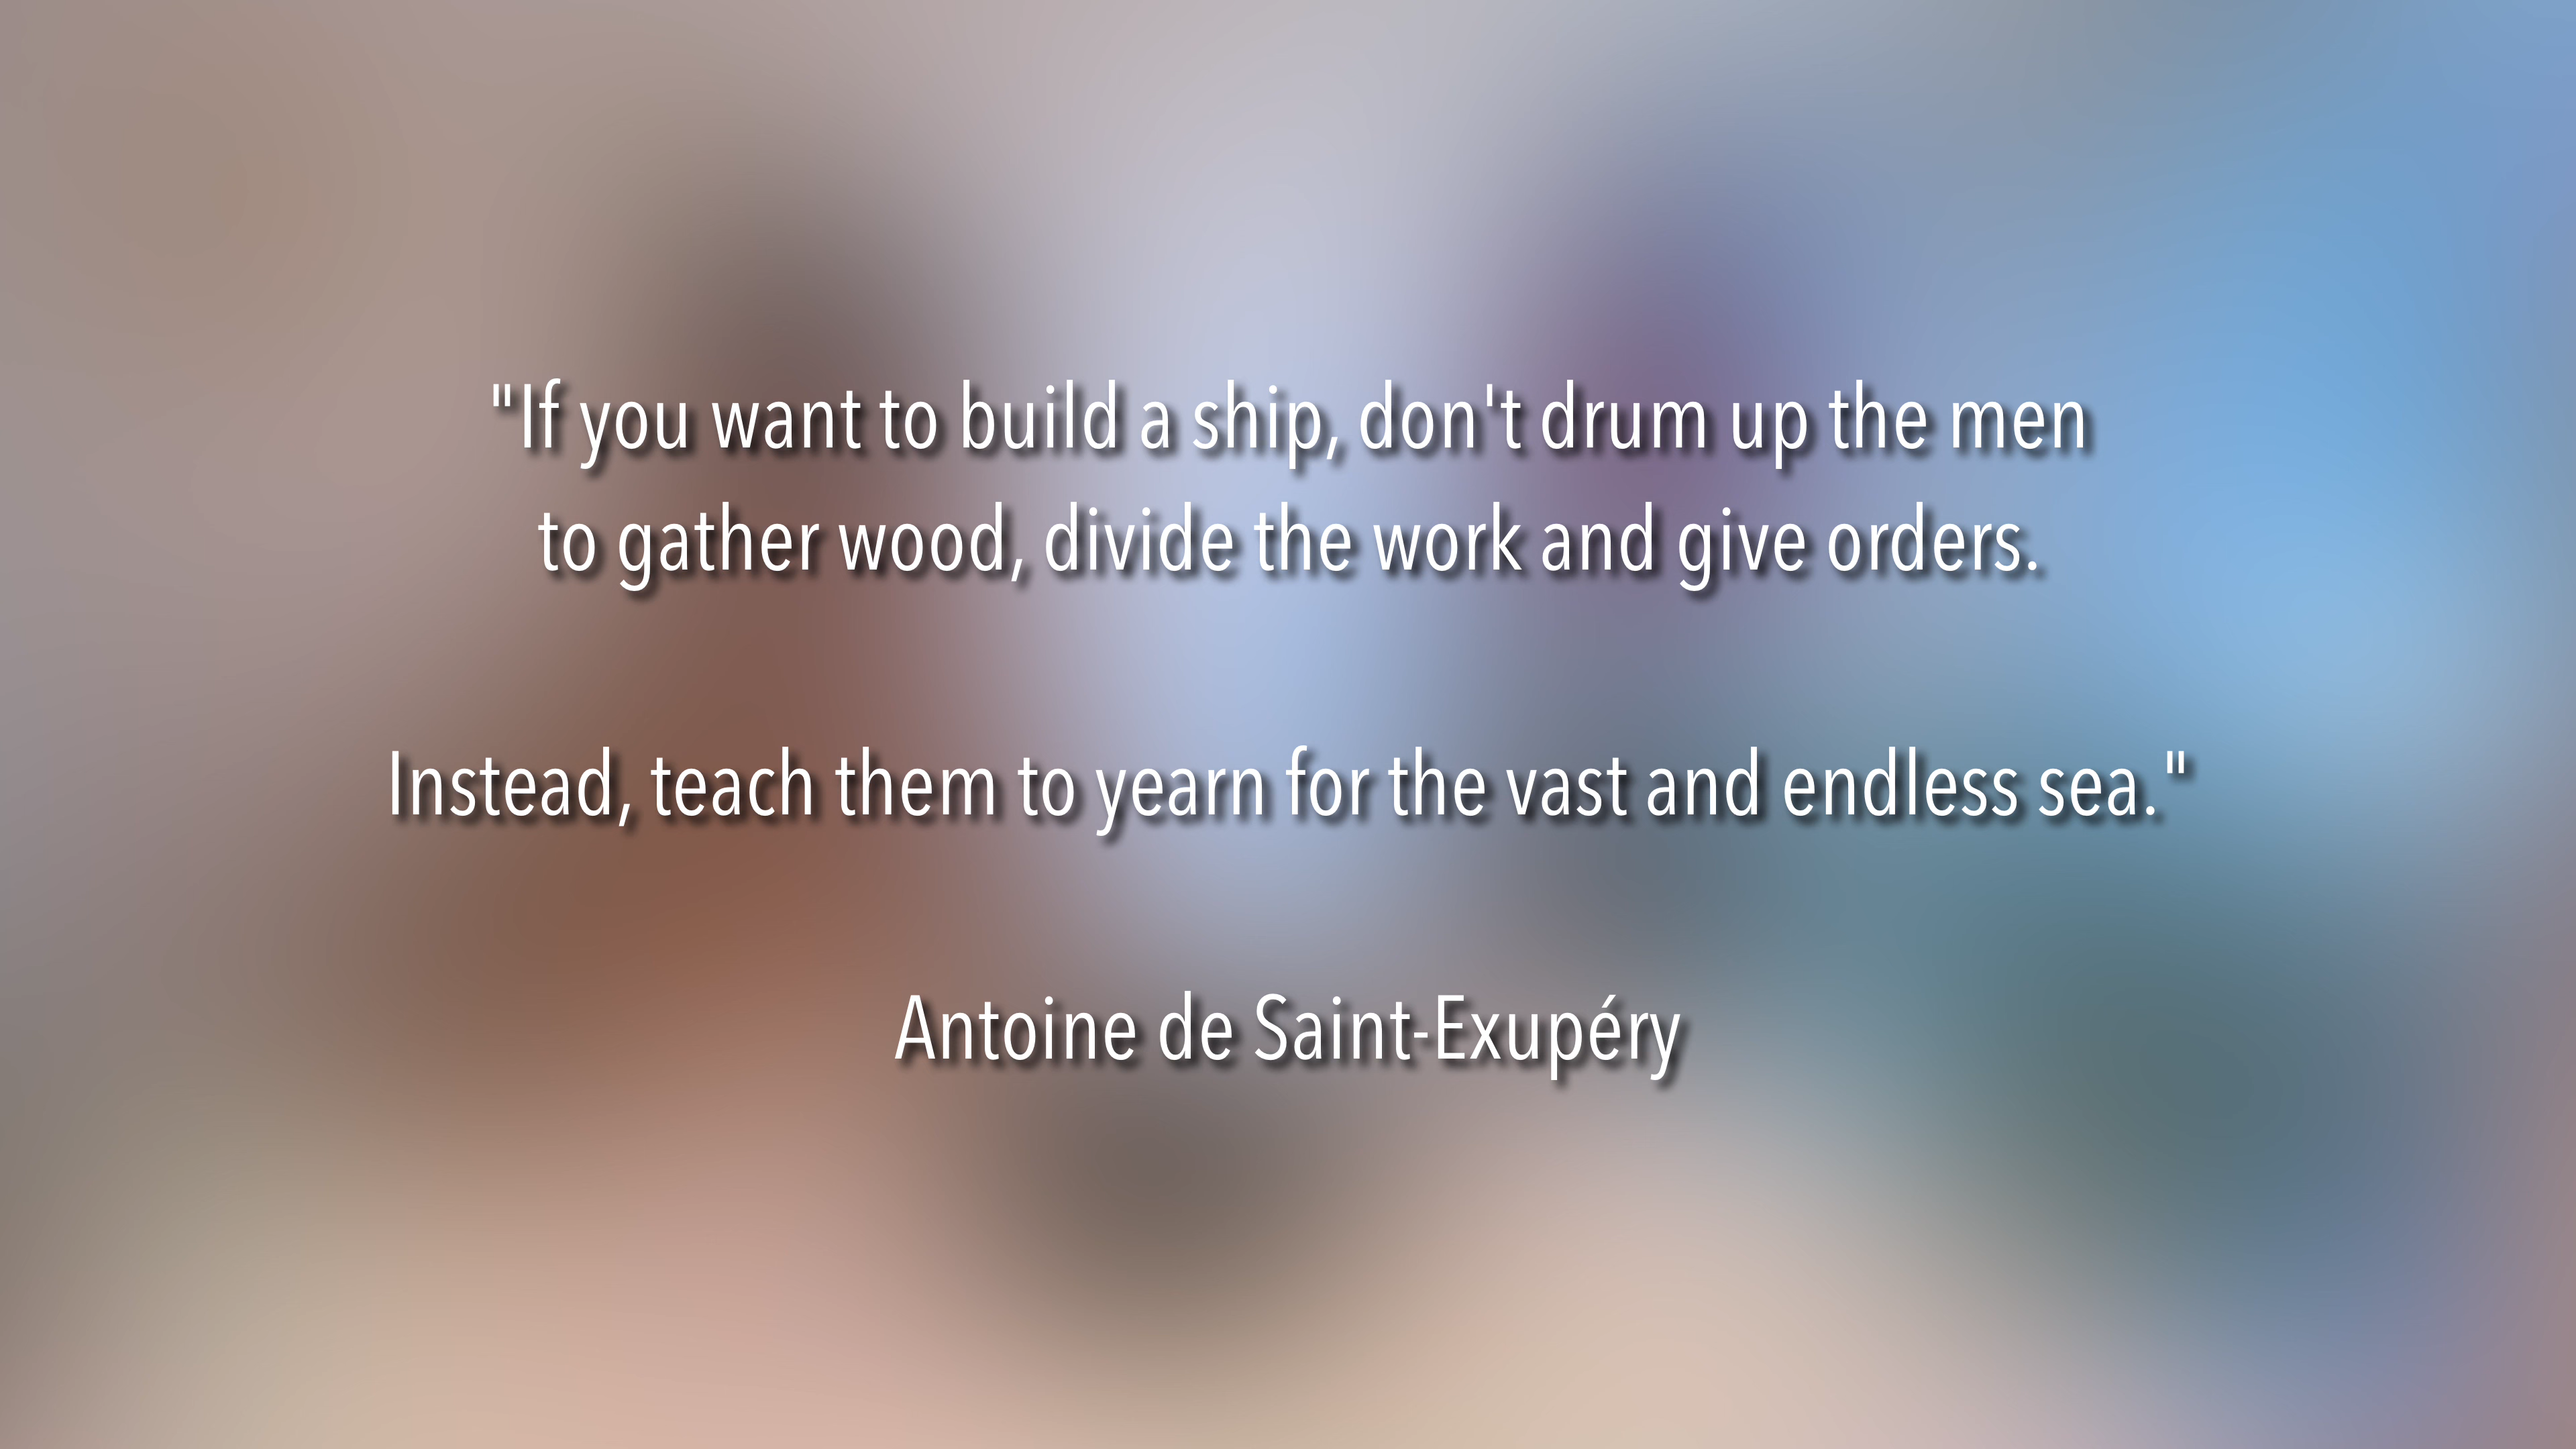 "If you want to build a ship, don't drum up the men
to gather wood, divide the work and give orders.
Instead, teach them to yearn for the vast and endless sea."
Antoine de Saint-Exupéry